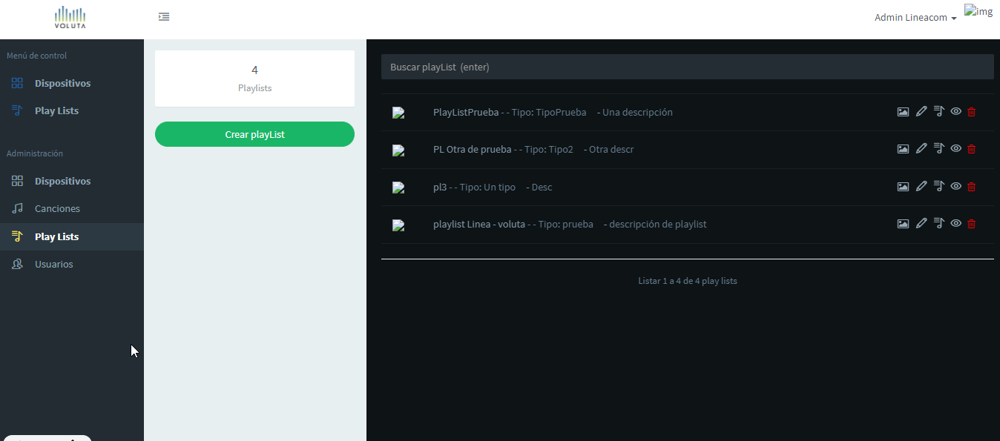 VOLUTA
Admin Lineacom
img
Menú de control
Dispositivos
Play Lists
Administración
Dispositivos
Canciones
Play Lists
Usuarios
4
Playlists
Crear playList
Buscar playList (enter)
PlayListPrueba - - Tipo: TipoPrueba - Una descripción
PL Otra de prueba - - Tipo: Tipo2 - Otra descr
pl3 - - Tipo: Un tipo - Desc
playlist Linea - voluta - - Tipo: prueba - descripción de playlist
Listar 1 a 4 de 4 play lists